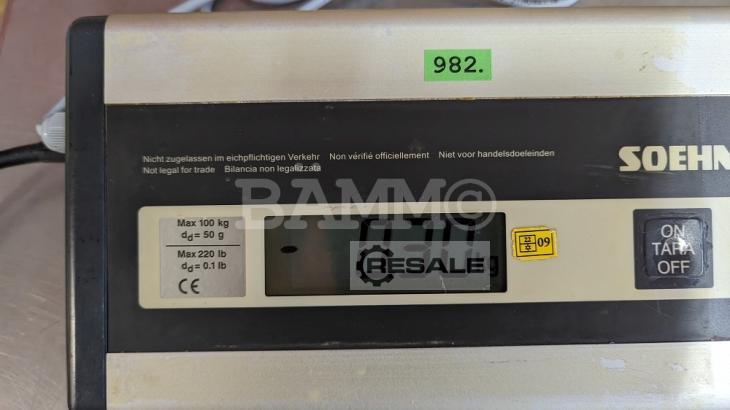 982.
Nicht zugelassen im eichpflichtigen Verkehr Non vérifié officiellement Niet voor handelsdoeleinden
Not legal for trade Bilancia non legalizzata
SOEHN
BAMM©
Max 100 kg
dd = 50 g
Max 220 lb
dd = 0.1 lb
CE
RESALE
kg
09
ON
TARA
OFF